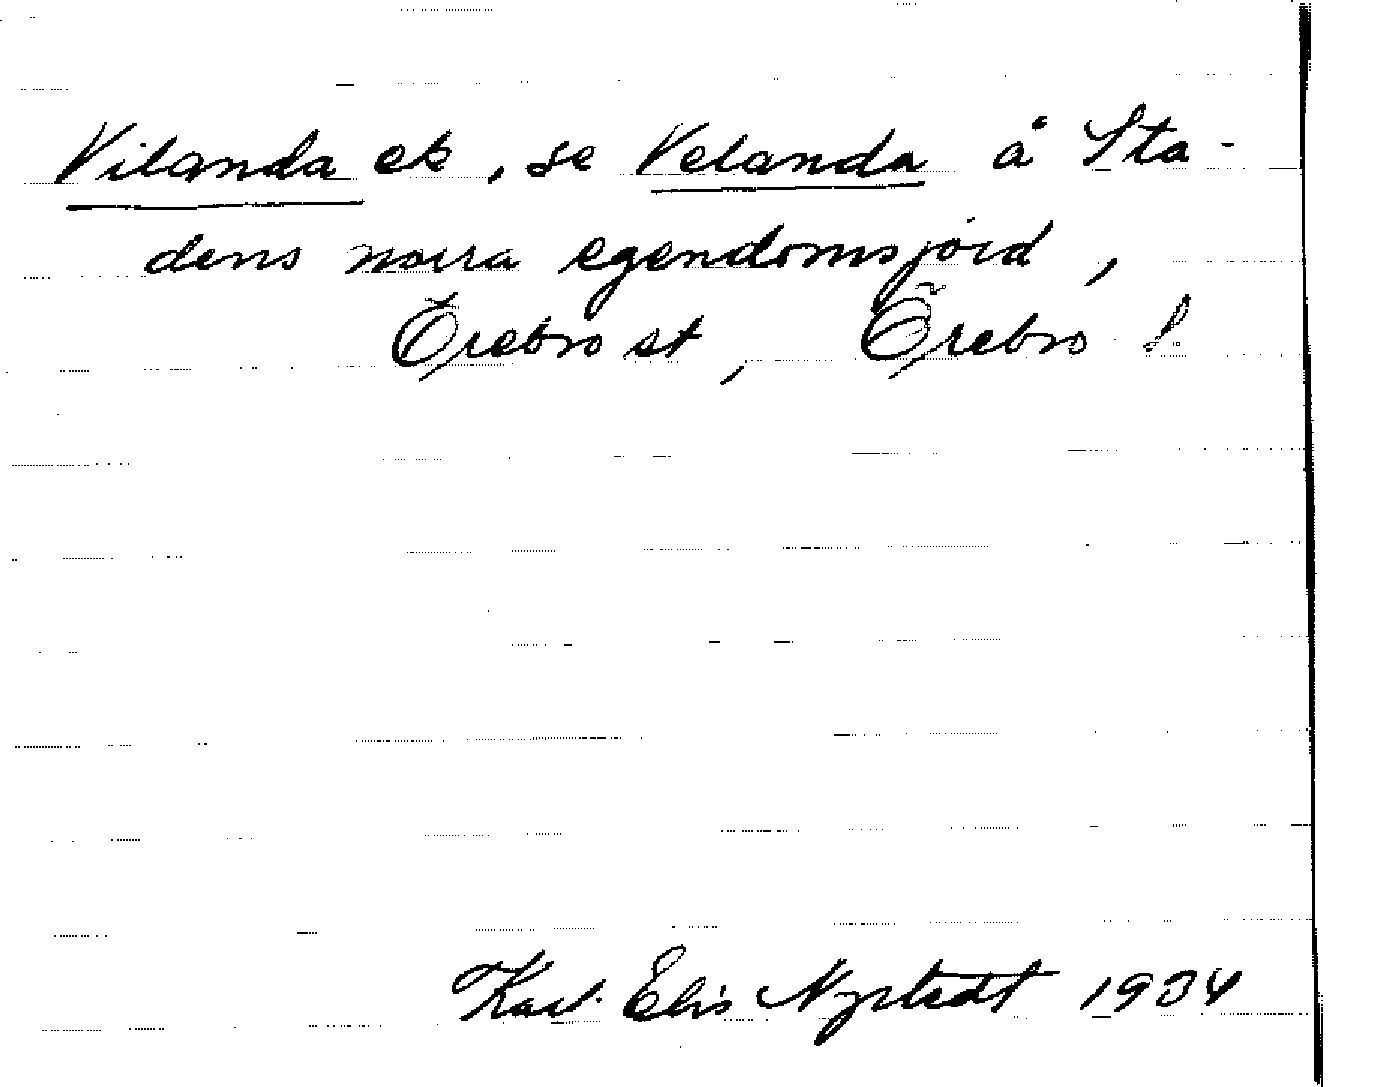 Vilanda ek, se Velanda å Sta-
dens norra egendomsjord,
Örebro st, Örebro l
Karl Elis Nystedt 1934